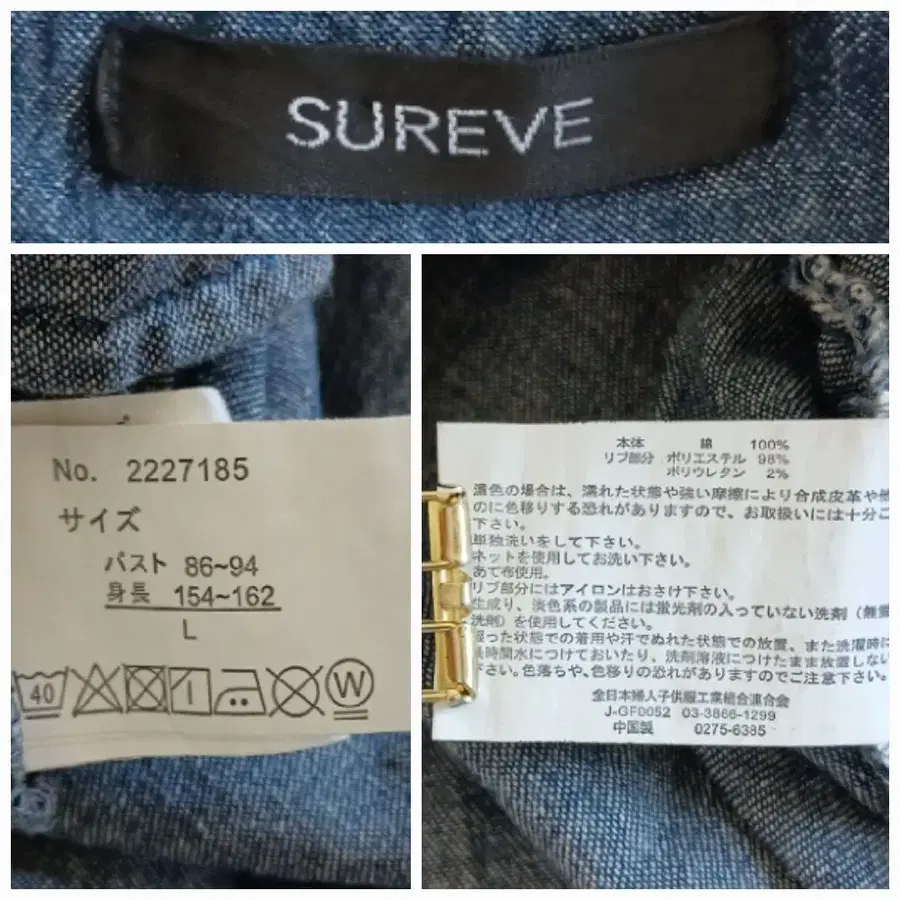 SUREVE
No. 2227185
サイズ
バスト 86~94
身長 154~162
L
40
W
本体 綿 100%
リブ部分 ポリエステル 98%
ポリウレタン 2%
濃色の場合は、濡れた状態や強い摩擦により合成皮革や
のに色移りする恐れがありますので、お取扱いには十分ご
下さい。
単独洗いをして下さい。
ネットを使用してお洗い下さい。
あて布使用。
リブ部分にはアイロンはおさけ下さい。
生成り、淡色系の製品には蛍光剤の入っていない洗剤（無蛍
洗剤）を使用してください。
った状態での着用や汗でぬれた状態での放置、また洗濯時に
長時間水につけておいたり、洗剤溶液につけたまま放置しない
下さい。色落ちや、色移りの恐れがありますのでご注意下さい。
全日本婦人子供服工業組合連合会
J-GF0052 03-3866-1299
中国製 0275-6385